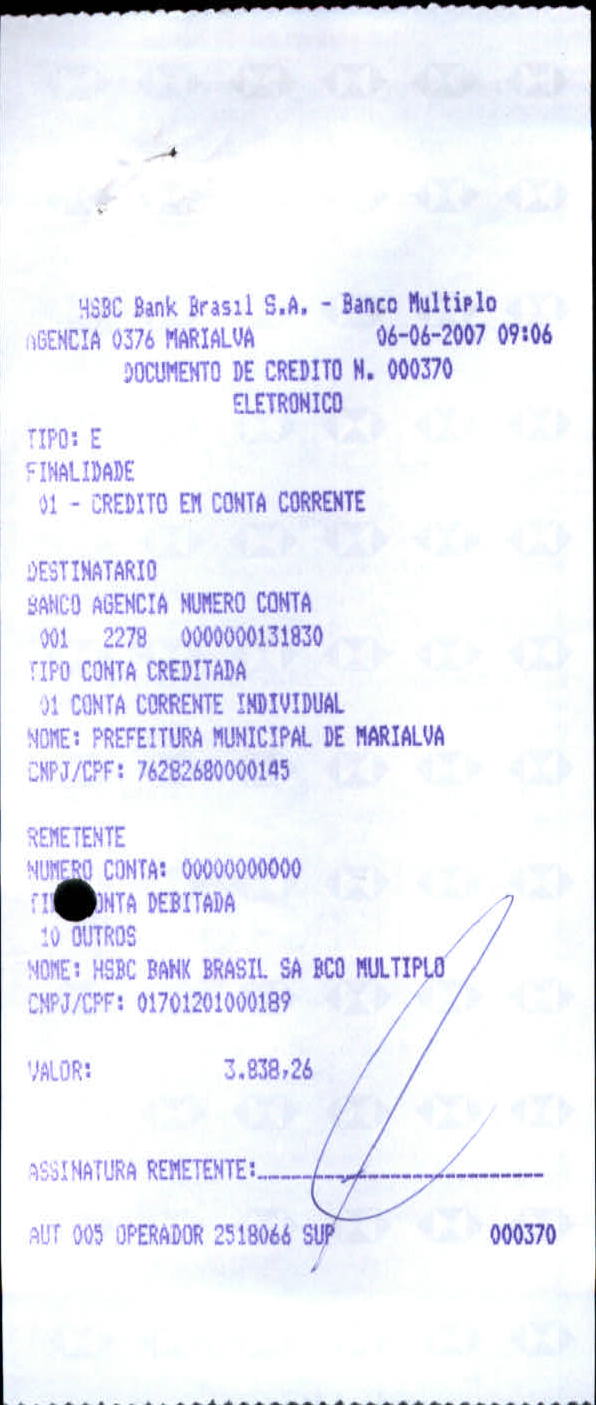 HSBC Bank Brasil S.A. - Banco Multiplo
AGENCIA 0376 MARIALVA 06-06-2007 09:06
DOCUMENTO DE CREDITO N. 000370
ELETRONICO
TIPO: E
FINALIDADE
01 - CREDITO EM CONTA CORRENTE
DESTINATARIO
BANCO AGENCIA NUMERO CONTA
001 2278 0000000131830
TIPO CONTA CREDITADA
01 CONTA CORRENTE INDIVIDUAL
NOME: PREFEITURA MUNICIPAL DE MARIALVA
CNPJ/CPF: 76282680000145
REMETENTE
NUMERO CONTA: 00000000000
DEBITADA
10 OUTROS
NOME: HSBC BANK BRASIL SA BCO MULTIPLO
CNPJ/CPF: 01701201000189
VALOR: 3.838,26
ASSINATURA REMETENTE:
AUT 005 OPERADOR 2518066 SUP 000370